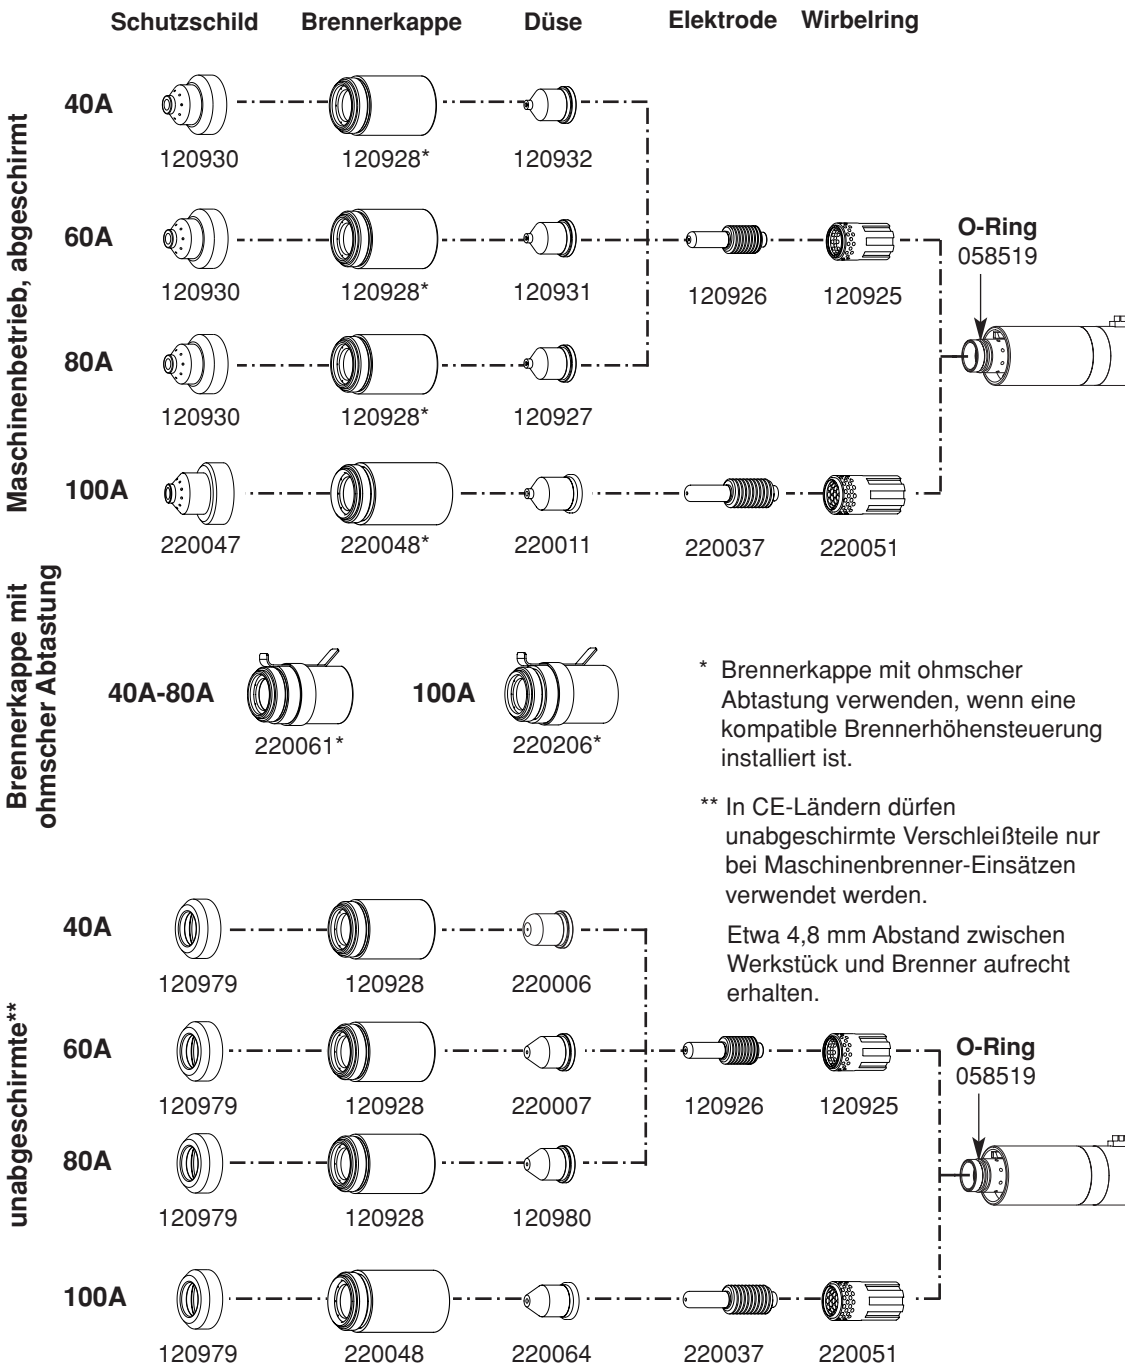 Schutzschild Brennerkappe Düse Elektrode Wirbelring
Maschinenbetrieb, abgeschirmt
40A
120930 120928* 120932
60A
120930 120928* 120931 120926 120925
O-Ring
058519
80A
120930 120928* 120927
100A
220047 220048* 220011 220037 220051
Brennerkappe mit
ohmscher Abtastung
40A-80A
220061*
100A
220206*
* Brennerkappe mit ohmscher
Abtastung verwenden, wenn eine
kompatible Brennerhöhensteuerung
installiert ist.
** In CE-Ländern dürfen
unabgeschirmte Verschleißteile nur
bei Maschinenbrenner-Einsätzen
verwendet werden.
Etwa 4,8 mm Abstand zwischen
Werkstück und Brenner aufrecht
erhalten.
unabgeschirmte**
40A
120979 120928 220006
60A
120979 120928 220007 120926 120925
O-Ring
058519
80A
120979 120928 120980
100A
120979 220048 220064 220037 220051